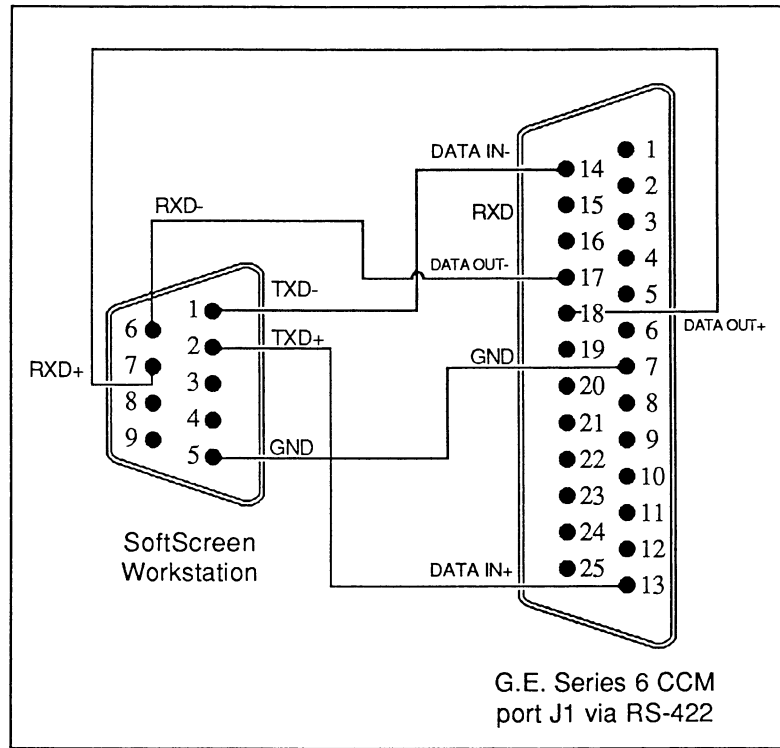 DATA IN-
RXD
DATA OUT-
DATA OUT+
GND
DATA IN+
RXD-
RXD+
TXD-
TXD+
GND
1
2
3
4
5
6
7
8
9
14
15
16
17
18
19
20
21
22
23
24
25
1
2
3
4
5
6
7
8
9
10
11
12
13
SoftScreen
Workstation
G.E. Series 6 CCM
port J1 via RS-422